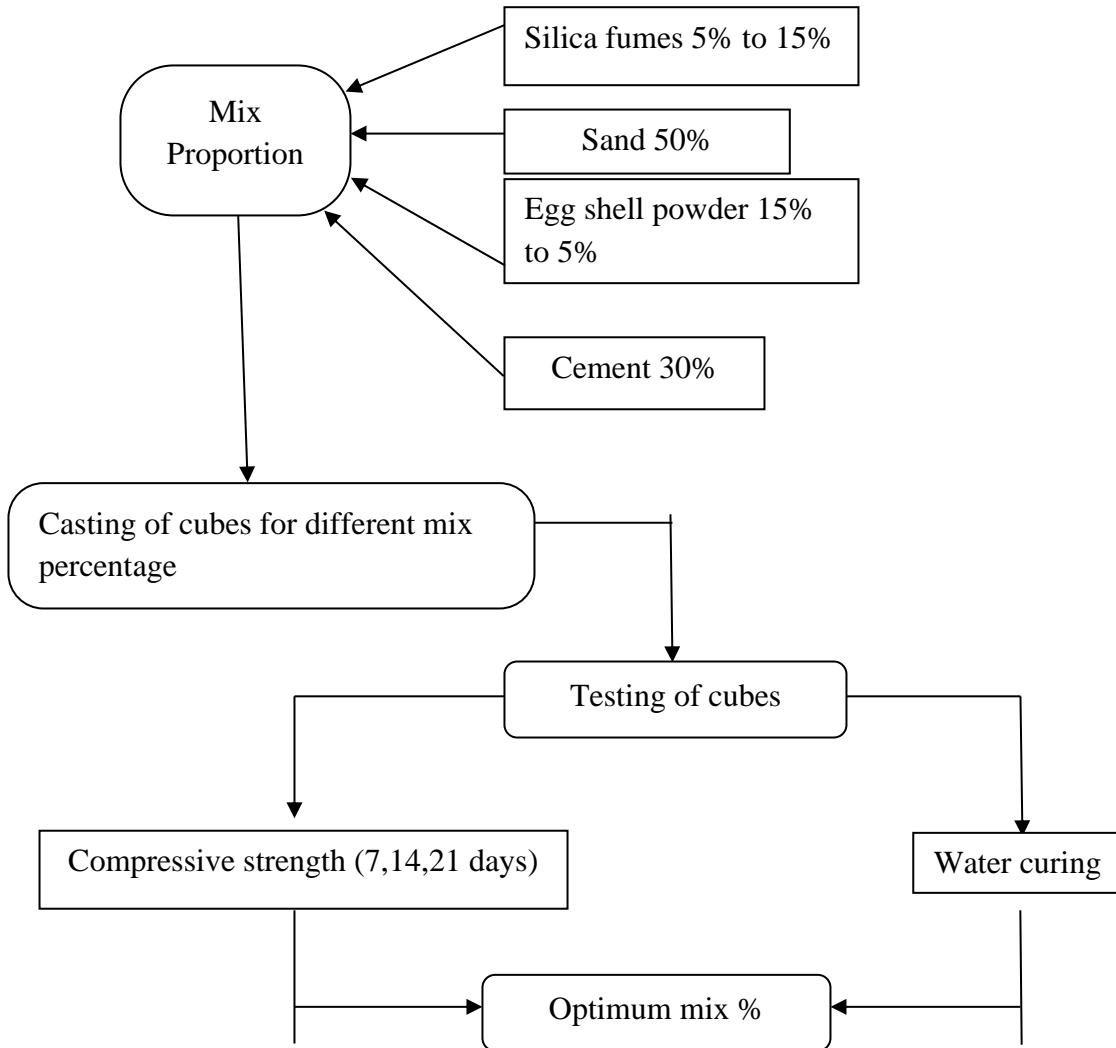 Silica fumes 5% to 15%
Mix
Proportion
Sand 50%
Egg shell powder 15%
to 5%
Cement 30%
Casting of cubes for different mix
percentage
Testing of cubes
Compressive strength (7,14,21 days)
Water curing
Optimum mix %